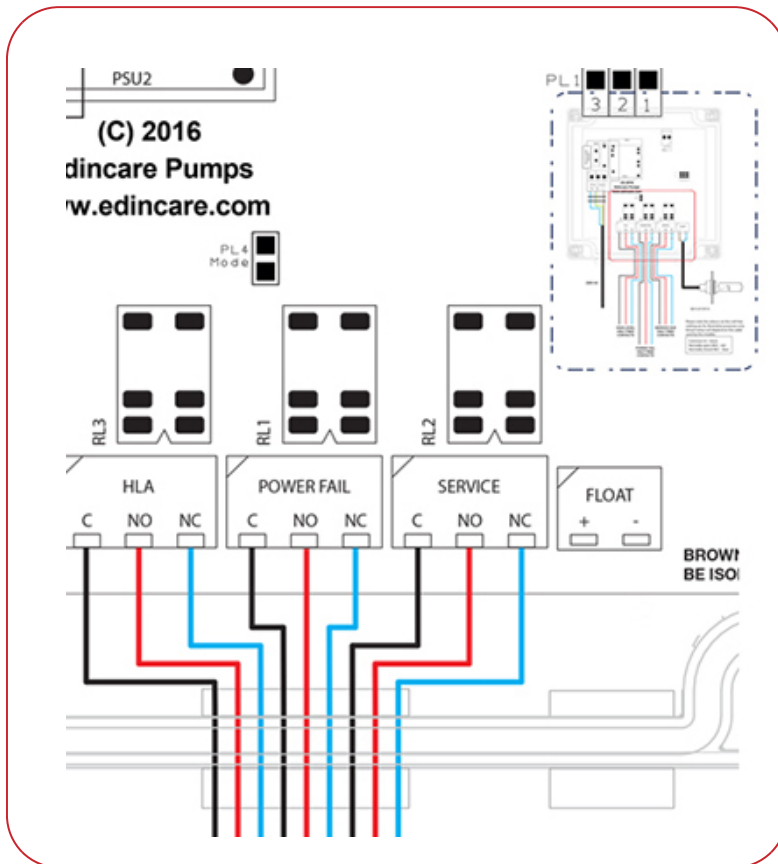 PSU2
(C) 2016
dincare Pumps
w.edincare.com
PL1
3 2 1
PL4
Mode
RL3
RL1
RL2
HLA
C NO NC
POWER FAIL
C NO NC
SERVICE
C NO NC
FLOAT
+ -
BROWN
BE ISO